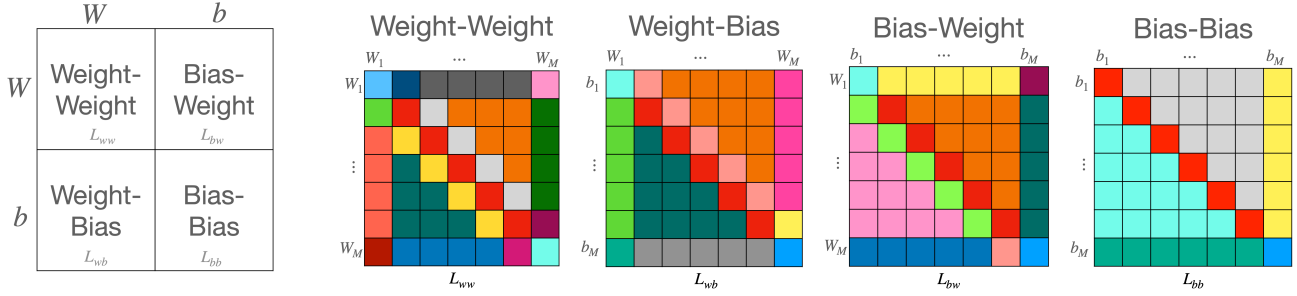 W b
W
Weight-
Weight
L_ww
Bias-
Weight
L_bw
b
Weight-
Bias
L_wb
Bias-
Bias
L_bb
Weight-Weight
W_1 ... W_M
W_1
...
W_M
L_ww
Weight-Bias
W_1 ... W_M
b_1
...
b_M
L_wb
Bias-Weight
b_1 ... b_M
W_1
...
W_M
L_bw
Bias-Bias
b_1 ... b_M
b_1
...
b_M
L_bb